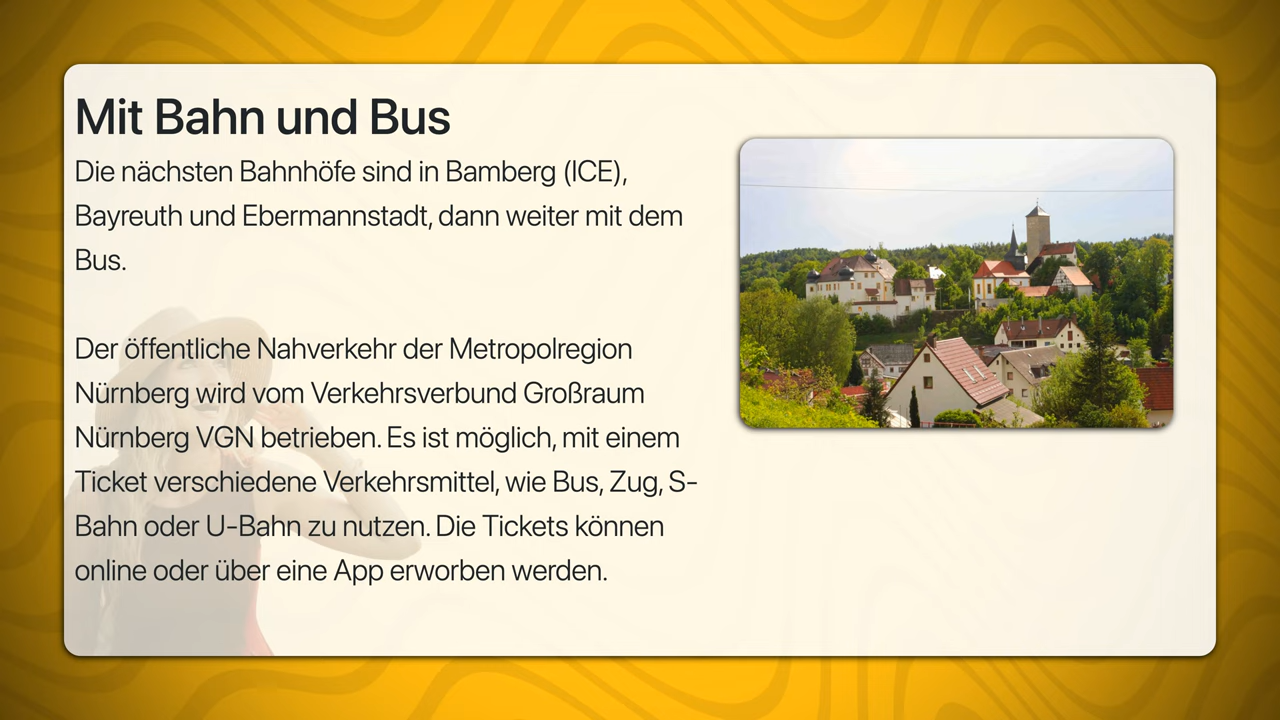 Mit Bahn und Bus
Die nächsten Bahnhöfe sind in Bamberg (ICE),
Bayreuth und Ebermannstadt, dann weiter mit dem
Bus.
Der öffentliche Nahverkehr der Metropolregion
Nürnberg wird vom Verkehrsverbund Großraum
Nürnberg VGN betrieben. Es ist möglich, mit einem
Ticket verschiedene Verkehrsmittel, wie Bus, Zug, S-
Bahn oder U-Bahn zu nutzen. Die Tickets können
online oder über eine App erworben werden.